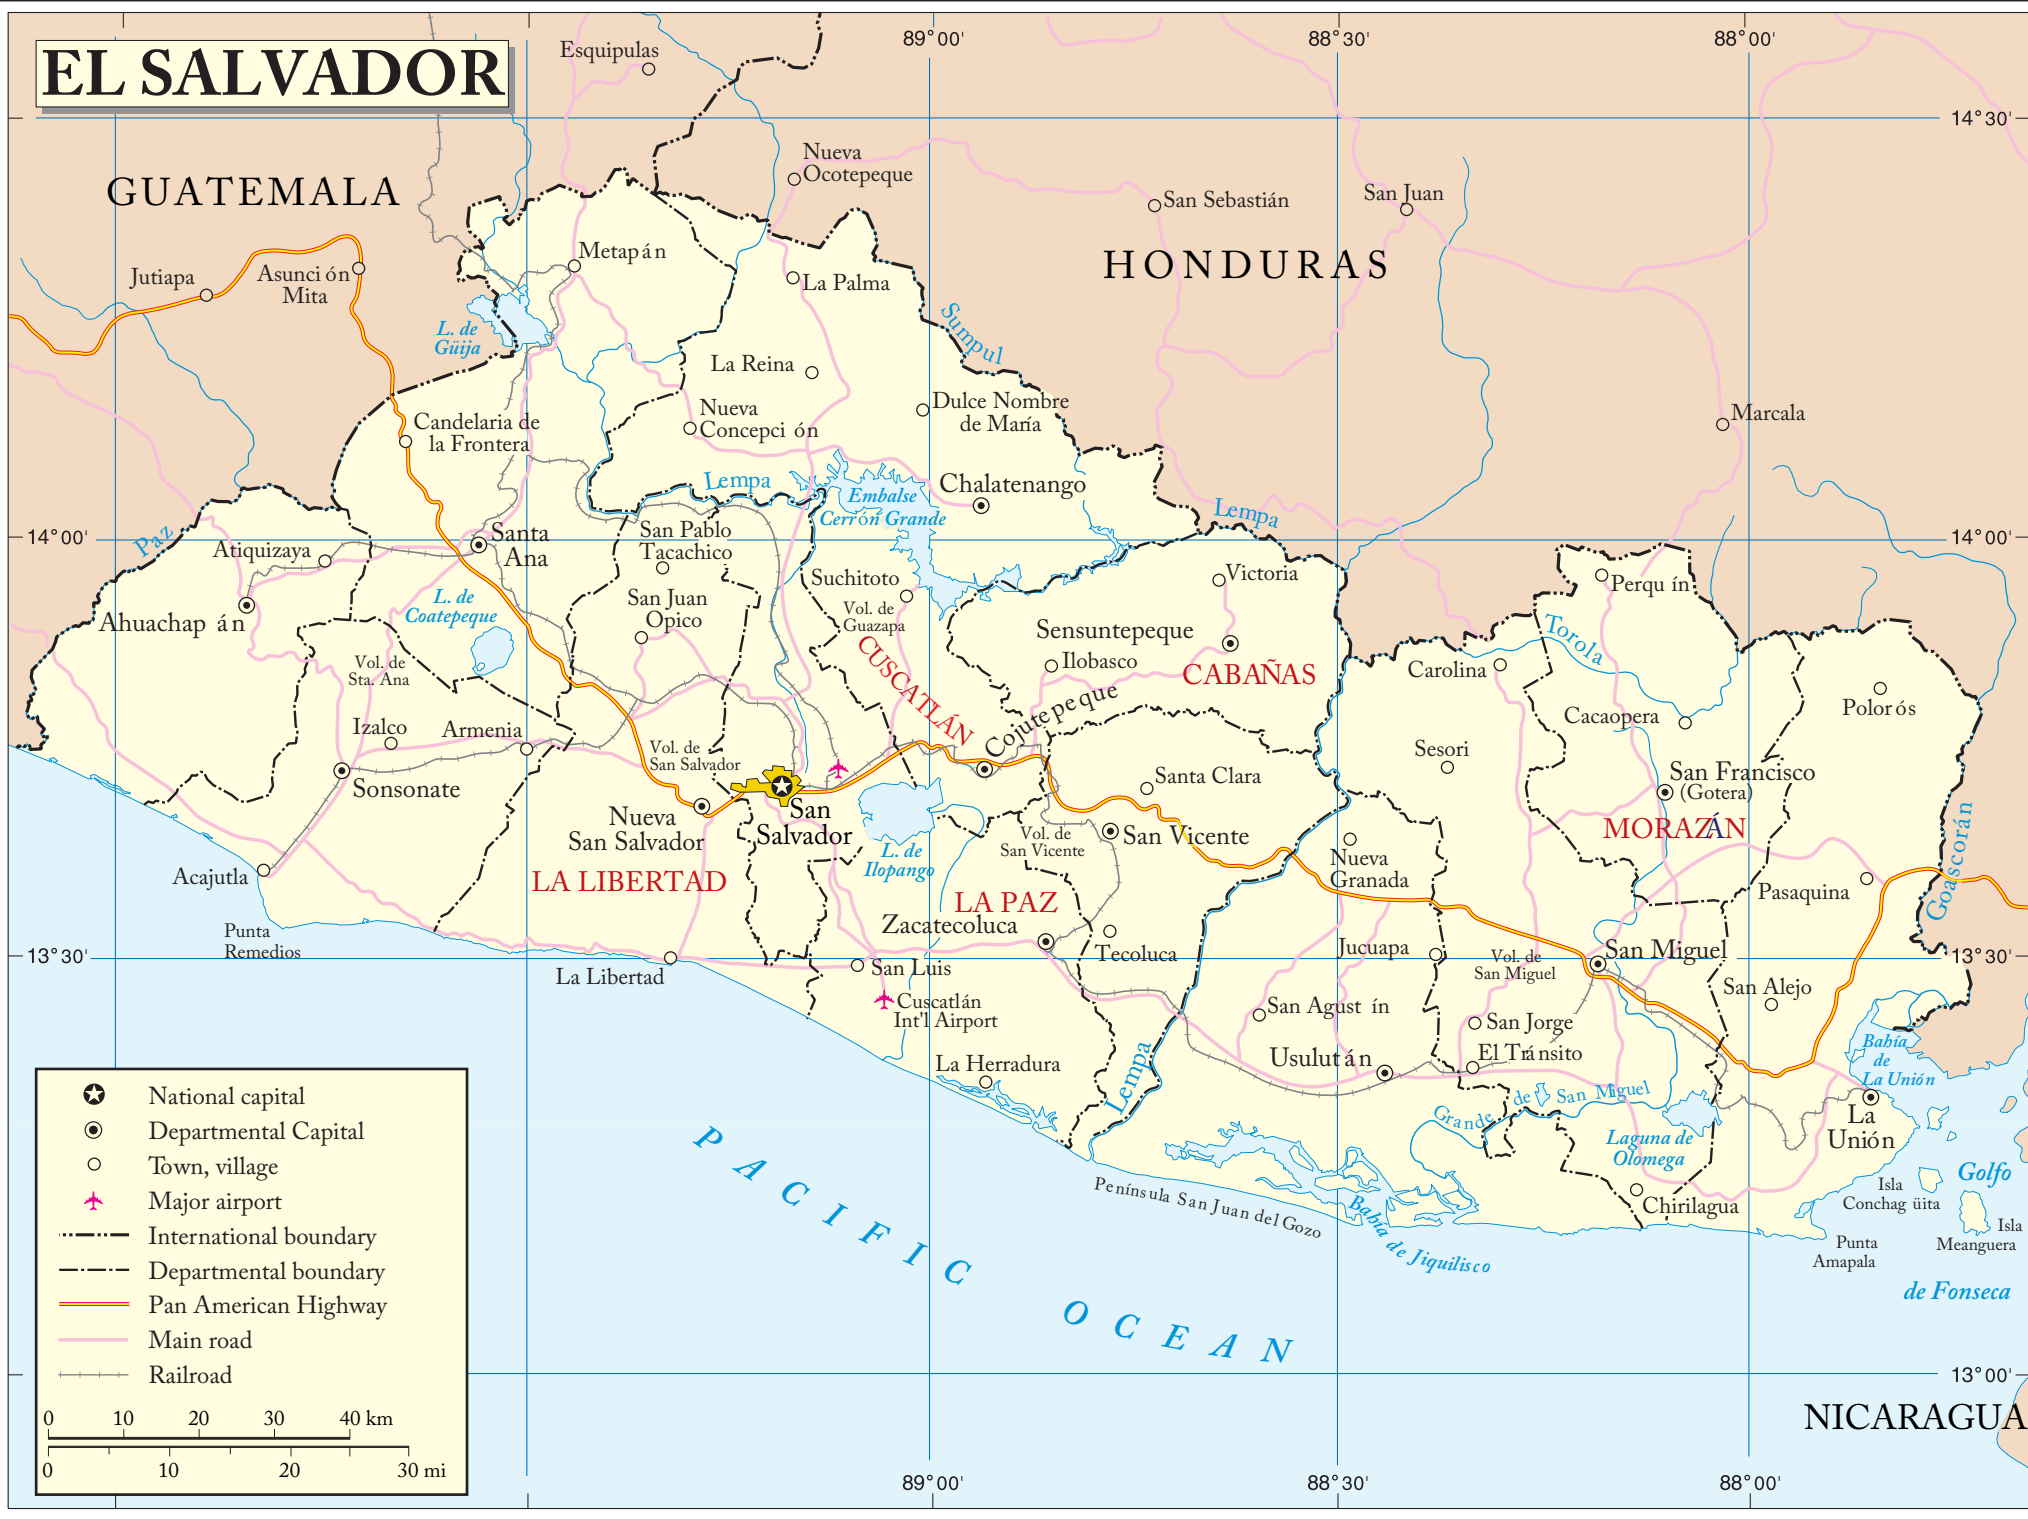 EL SALVADOR
89°00'
88°30'
88°00'
Esquipulas
14°30'
Nueva
Ocotepeque
GUATEMALA
San Sebastián
San Juan
HONDURAS
Metapán
Jutiapa
Asunción
Mita
La Palma
L. de
Güija
Sumpul
La Reina
Dulce Nombre
de María
Nueva
Concepción
Candelaria de
la Frontera
Marcala
Lempa
Embalse
Cerrón Grande
Chalatenango
Lempa
Paz
14°00'
14°00'
Atiquizaya
Santa
Ana
San Pablo
Tacachico
Suchitoto
Victoria
Perquín
Ahuachapán
L. de
Coatepeque
San Juan
Opico
Vol. de
Guazapa
Sensuntepeque
Ilobasco
CABAÑAS
CUSCATLÁN
Torola
Carolina
Vol. de
Sta. Ana
Cojutepeque
Polorós
Izalco
Armenia
Cacaopera
Vol. de
San Salvador
Sesori
Sonsonate
Santa Clara
San Francisco
(Gotera)
San
Salvador
Nueva
San Salvador
Vol. de
San Vicente
San Vicente
MORAZÁN
Goascorán
L. de
Ilopango
Nueva
Granada
Acajutla
LA LIBERTAD
LA PAZ
Pasaquina
Zacatecoluca
Punta
Remedios
Tecoluca
Jucuapa
Vol. de
San Miguel
San Miguel
13°30'
13°30'
La Libertad
San Luis
San Alejo
Cuscatlán
Int'l Airport
San Agustín
San Jorge
El Tránsito
Usulután
La Herradura
Lempa
Bahía
de
La Unión
Grande de San Miguel
La
Unión
Laguna de
Olomega
Chirilagua
Península San Juan del Gozo
Bahía de Jiquilisco
Isla
Conchagüita
Golfo
Isla
Meanguera
Punta
Amapala
de Fonseca
PACIFIC
OCEAN
13°00'
NICARAGUA
National capital
Departmental Capital
Town, village
Major airport
International boundary
Departmental boundary
Pan American Highway
Main road
Railroad
0 10 20 30 40 km
0 10 20 30 mi
89°00'
88°30'
88°00'